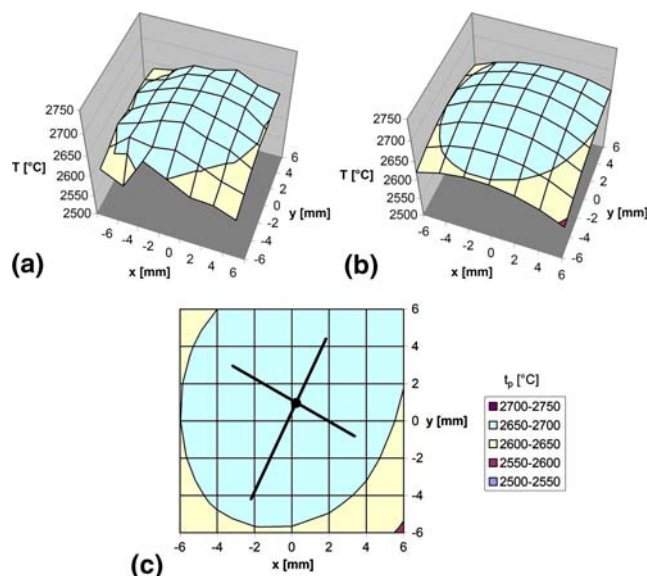 2750
2700
2650
T [°C] 2600
2550
2500
-6 -4 -2 0 2 4 6
x [mm]
6
4
2
0
-2
-4
-6
y [mm]
(a)
2750
2700
2650
T [°C] 2600
2550
2500
-6 -4 -2 0 2 4 6
x [mm]
6
4
2
0
-2
-4
-6
y [mm]
(b)
6
4
2
0 y [mm]
-2
-4
-6
-6 -4 -2 0 2 4 6
x [mm]
(c)
tp [°C]
2700-2750
2650-2700
2600-2650
2550-2600
2500-2550